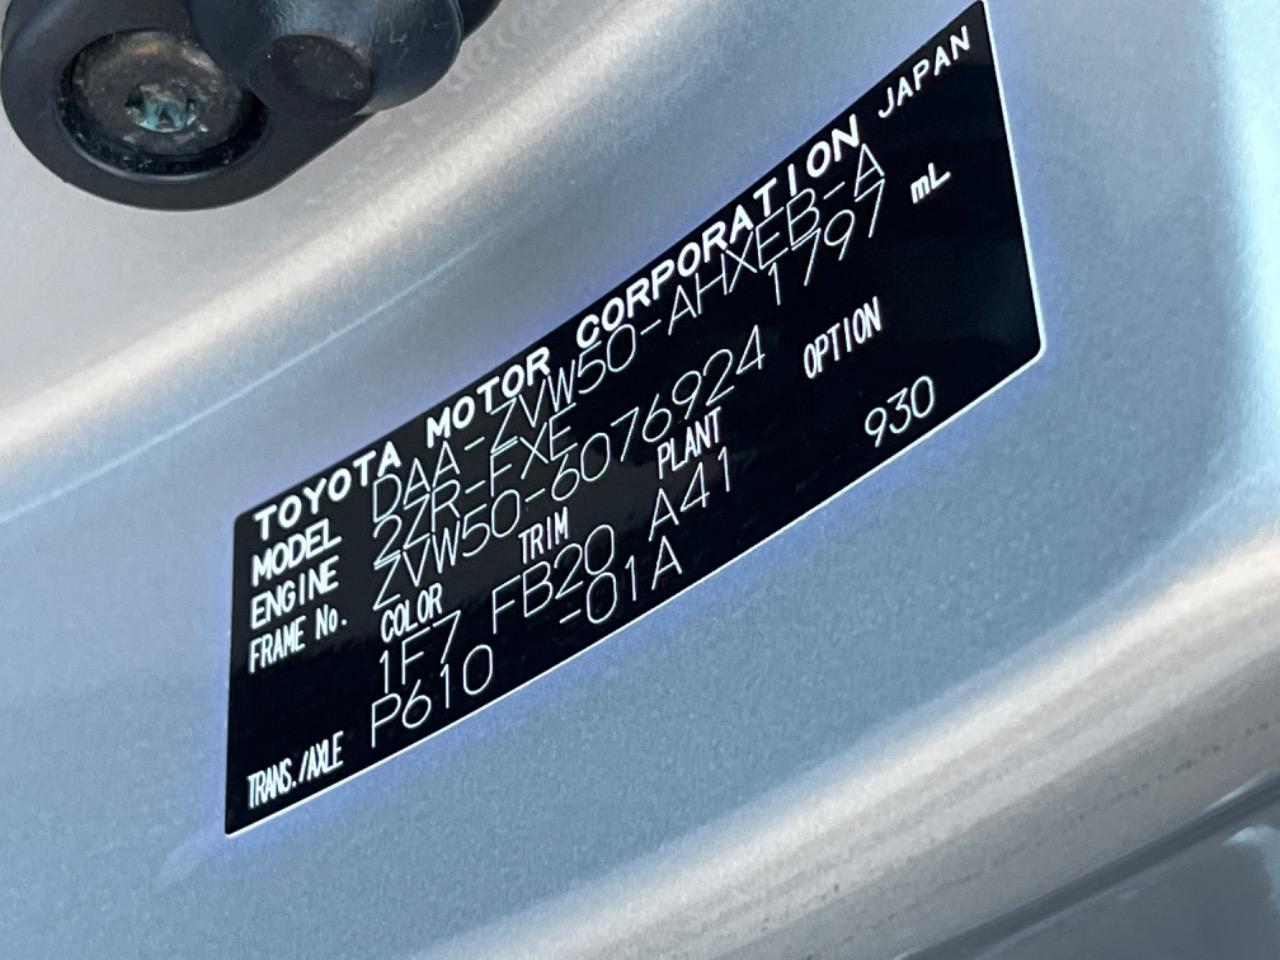 TOYOTA MOTOR CORPORATION JAPAN
MODEL DAA-ZVW50-AHXEB-A
ENGINE 2ZR-FXE 1797 mL
FRAME No. ZVW50-6076924
COLOR TRIM PLANT OPTION
1F7 FB20 A41 930
TRANS./AXLE P610 -01A